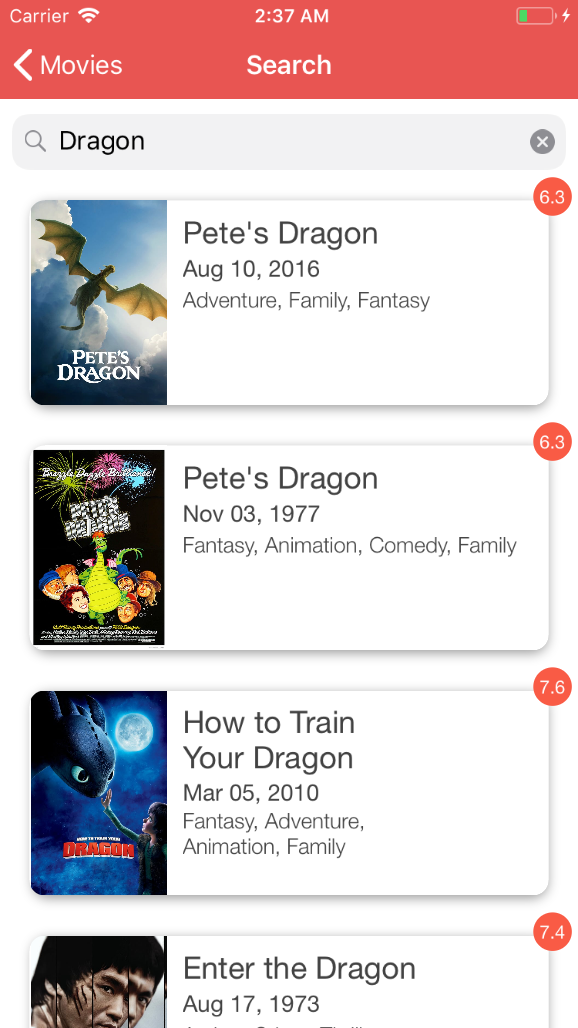 Carrier 2:37 AM
Movies Search
Dragon
6.3
Pete's Dragon
Aug 10, 2016
Adventure, Family, Fantasy
PETE'S
DRAGON
6.3
Brazzle Dazzle Brilliance!
Pete's Dragon
Nov 03, 1977
Fantasy, Animation, Comedy, Family
7.6
How to Train
Your Dragon
Mar 05, 2010
Fantasy, Adventure,
Animation, Family
HOW TO TRAIN YOUR
DRAGON
7.4
Enter the Dragon
Aug 17, 1973